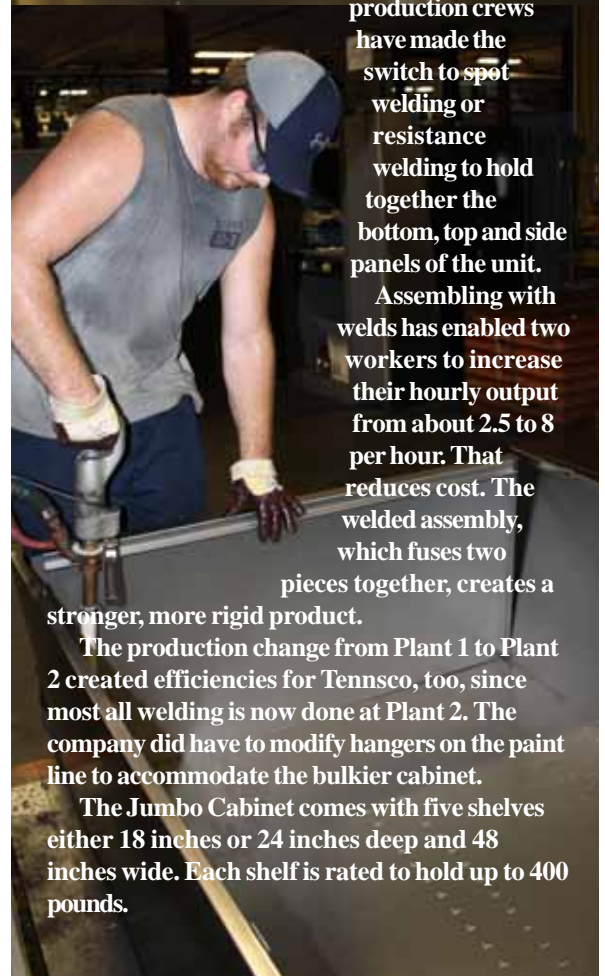 production crews
have made the
switch to spot
welding or
resistance
welding to hold
together the
bottom, top and side
panels of the unit.
Assembling with
welds has enabled two
workers to increase
their hourly output
from about 2.5 to 8
per hour. That
reduces cost. The
welded assembly,
which fuses two
pieces together, creates a
stronger, more rigid product.
The production change from Plant 1 to Plant
2 created efficiencies for Tennsco, too, since
most all welding is now done at Plant 2. The
company did have to modify hangers on the paint
line to accommodate the bulkier cabinet.
The Jumbo Cabinet comes with five shelves
either 18 inches or 24 inches deep and 48
inches wide. Each shelf is rated to hold up to 400
pounds.